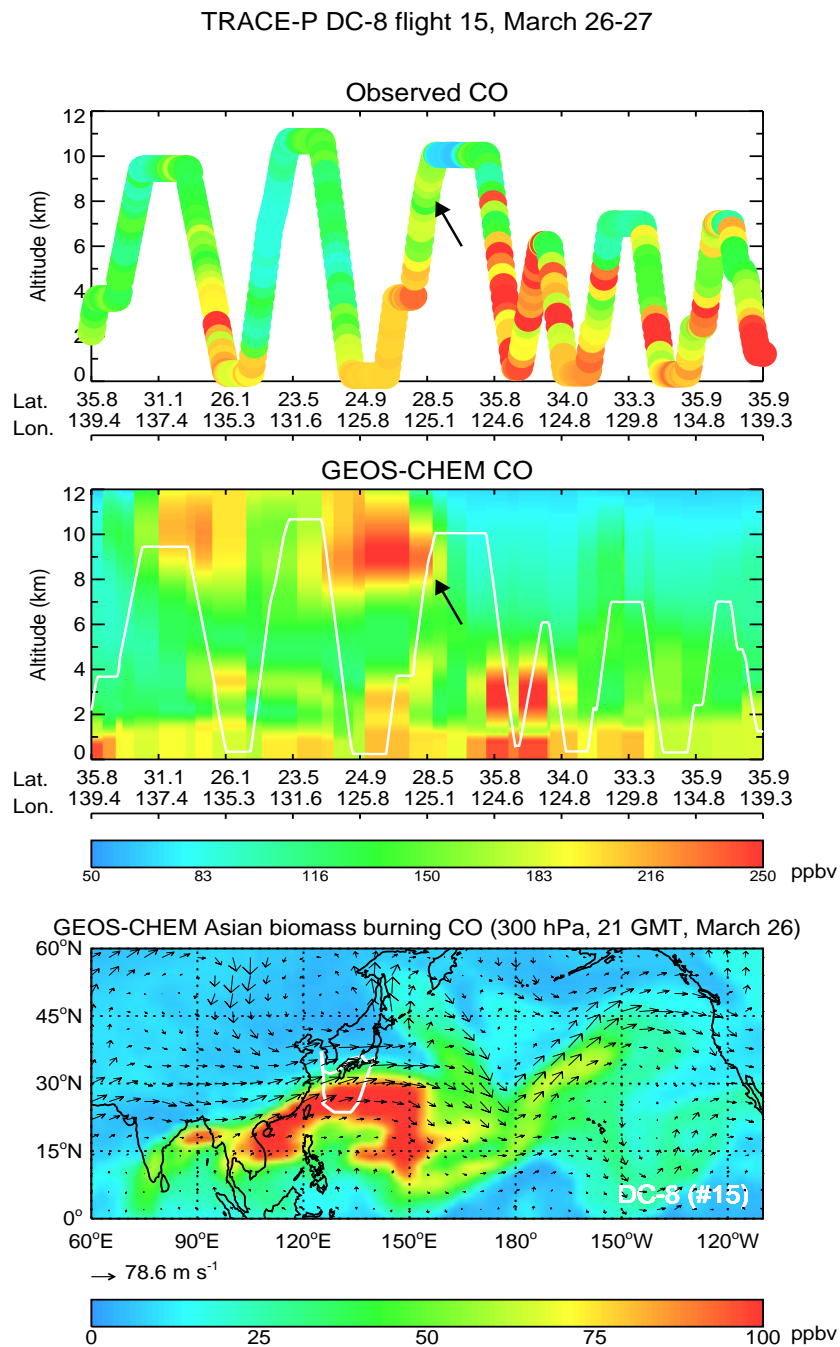 TRACE-P DC-8 flight 15, March 26-27
Observed CO
12
10
8
6
4
2
0
Altitude (km)
Lat. 35.8 31.1 26.1 23.5 24.9 28.5 35.8 34.0 33.3 35.9 35.9
Lon. 139.4 137.4 135.3 131.6 125.8 125.1 124.6 124.8 129.8 134.8 139.3
GEOS-CHEM CO
12
10
8
6
4
2
0
Altitude (km)
Lat. 35.8 31.1 26.1 23.5 24.9 28.5 35.8 34.0 33.3 35.9 35.9
Lon. 139.4 137.4 135.3 131.6 125.8 125.1 124.6 124.8 129.8 134.8 139.3
50 83 116 150 183 216 250 ppbv
GEOS-CHEM Asian biomass burning CO (300 hPa, 21 GMT, March 26)
60°N
45°N
30°N
15°N
0°
DC-8 (#15)
60°E 90°E 120°E 150°E 180° 150°W 120°W
78.6 m s⁻¹
0 25 50 75 100 ppbv